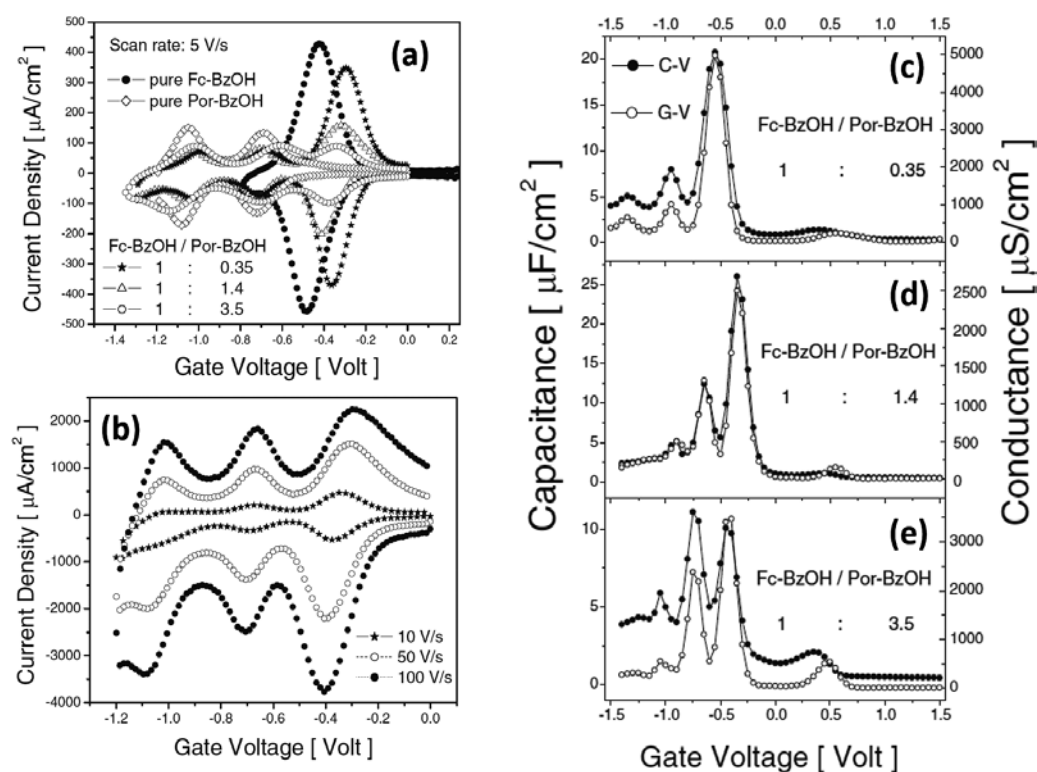 (a)
Scan rate: 5 V/s
pure Fc-BzOH
pure Por-BzOH
Fc-BzOH / Por-BzOH
1 : 0.35
1 : 1.4
1 : 3.5
Current Density [ μA/cm² ]
500
400
300
200
100
0
-100
-200
-300
-400
-500
-1.4 -1.2 -1.0 -0.8 -0.6 -0.4 -0.2 0.0 0.2
Gate Voltage [ Volt ]
(b)
Current Density [ μA/cm² ]
2000
1000
0
-1000
-2000
-3000
-4000
10 V/s
50 V/s
100 V/s
-1.2 -1.0 -0.8 -0.6 -0.4 -0.2 0.0
Gate Voltage [ Volt ]
-1.5 -1.0 -0.5 0.0 0.5 1.0 1.5
(c)
C-V
G-V
Fc-BzOH / Por-BzOH
1 : 0.35
20
15
10
5
0
5000
4000
3000
2000
1000
0
(d)
Fc-BzOH / Por-BzOH
1 : 1.4
25
20
15
10
5
0
2500
2000
1500
1000
500
0
(e)
Fc-BzOH / Por-BzOH
1 : 3.5
10
5
0
3000
2000
1000
0
Capacitance [ μF/cm² ]
Conductance [ μS/cm² ]
-1.5 -1.0 -0.5 0.0 0.5 1.0 1.5
Gate Voltage [ Volt ]